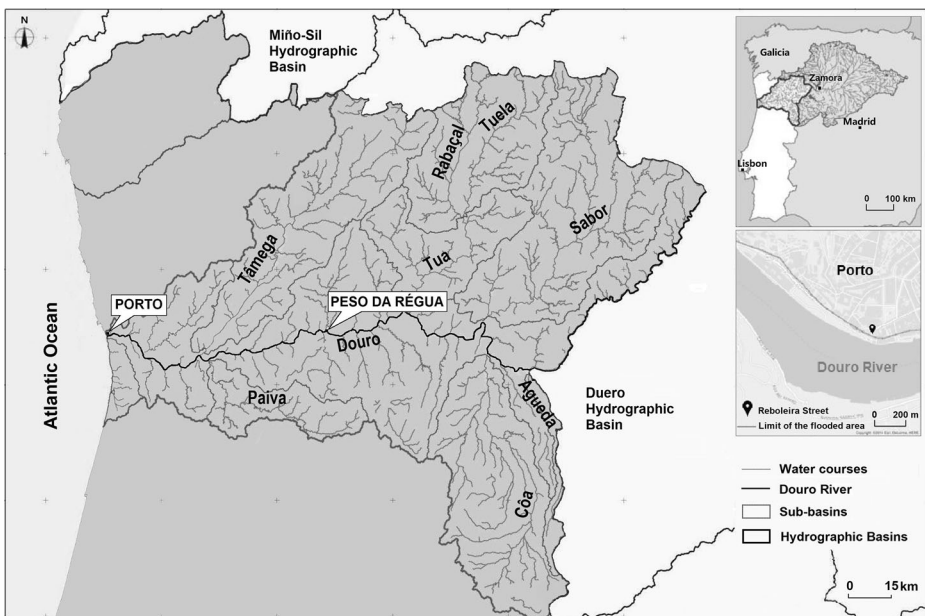 N
Miño-Sil
Hydrographic
Basin
Tuela
Rabaçal
Sabor
Tâmega
Tua
PORTO
PESO DA RÉGUA
Douro
Atlantic Ocean
Paiva
Agueda
Duero
Hydrographic
Basin
Côa
Galicia
Zamora
Madrid
Lisbon
0 100 km
Porto
Douro River
Reboleira Street
0 200 m
Limit of the flooded area
Water courses
Douro River
Sub-basins
Hydrographic Basins
0 15 km